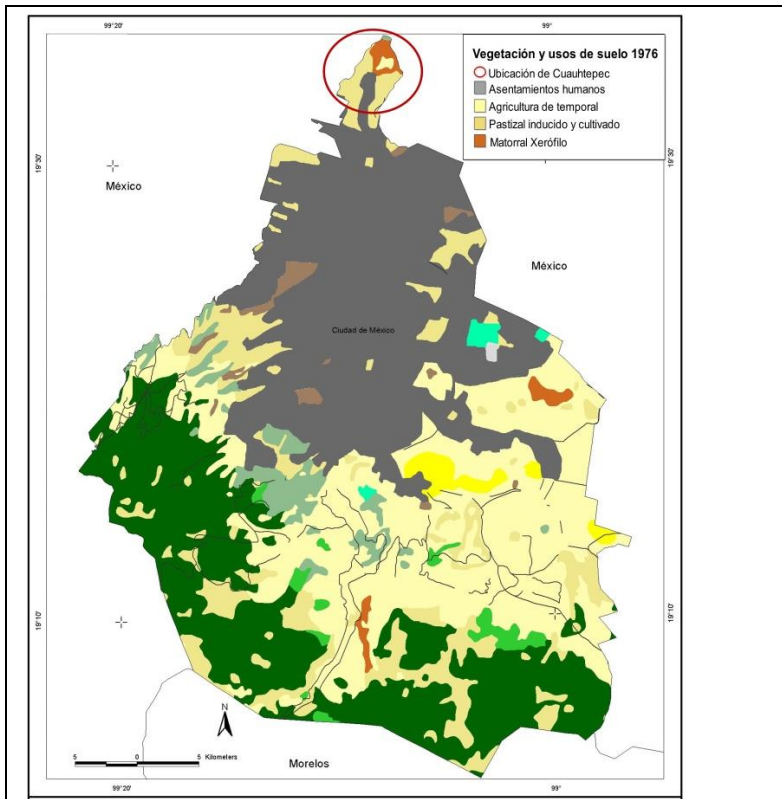 99°20'
99°
Vegetación y usos de suelo 1976
Ubicación de Cuauhtepec
Asentamientos humanos
Agricultura de temporal
Pastizal inducido y cultivado
Matorral Xerófilo
19°30'
19°30'
México
México
Ciudad de México
19°10'
19°10'
N
5 0 5 Kilometers
Morelos
99°20'
99°